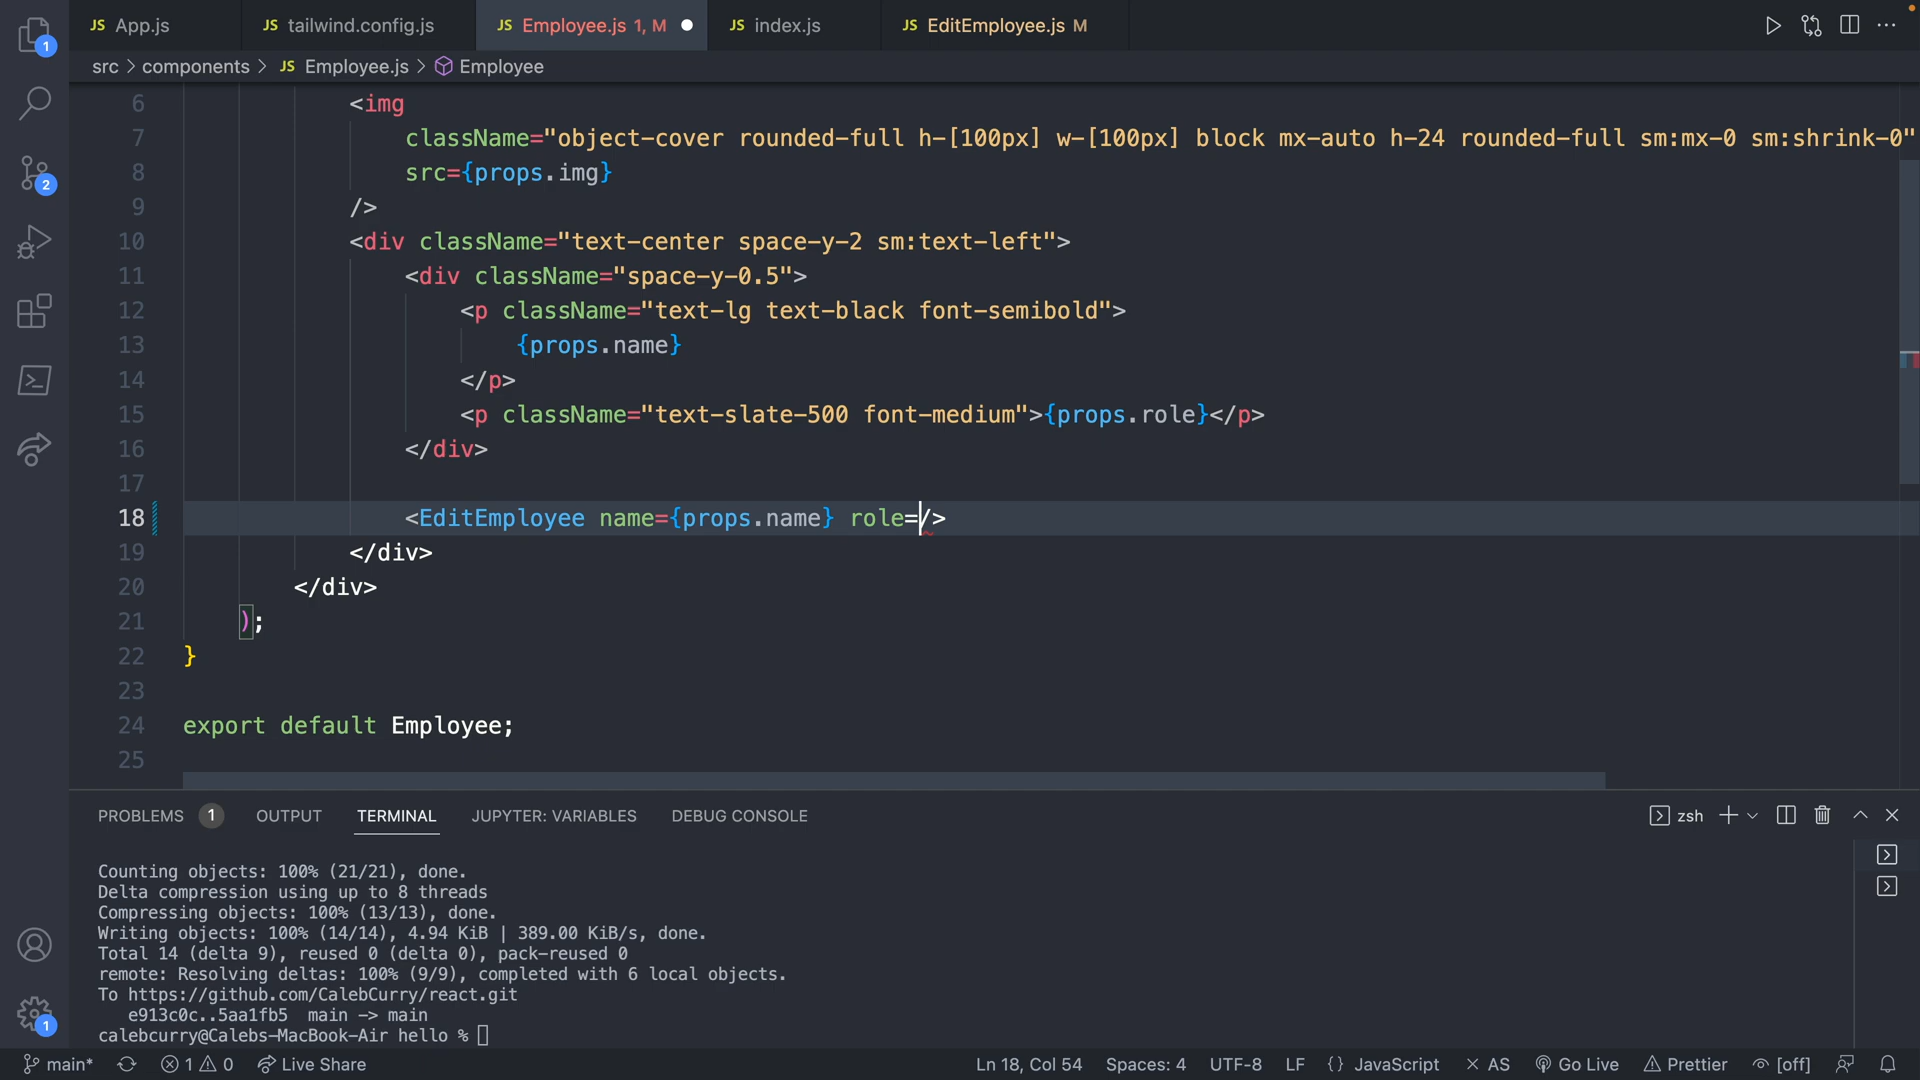 JS App.js JS tailwind.config.js JS Employee.js 1, M JS index.js JS EditEmployee.js M
src > components > JS Employee.js > Employee
6 <img
7 className="object-cover rounded-full h-[100px] w-[100px] block mx-auto h-24 rounded-full sm:mx-0 sm:shrink-0"
8 src={props.img}
9 />
10 <div className="text-center space-y-2 sm:text-left">
11 <div className="space-y-0.5">
12 <p className="text-lg text-black font-semibold">
13 {props.name}
14 </p>
15 <p className="text-slate-500 font-medium">{props.role}</p>
16 </div>
17
18 <EditEmployee name={props.name} role=/>
19 </div>
20 </div>
21 );
22 }
23
24 export default Employee;
25
1
2
PROBLEMS 1 OUTPUT TERMINAL JUPYTER: VARIABLES DEBUG CONSOLE zsh
Counting objects: 100% (21/21), done.
Delta compression using up to 8 threads
Compressing objects: 100% (13/13), done.
Writing objects: 100% (14/14), 4.94 KiB | 389.00 KiB/s, done.
Total 14 (delta 9), reused 0 (delta 0), pack-reused 0
remote: Resolving deltas: 100% (9/9), completed with 6 local objects.
To https://github.com/CalebCurry/react.git
e913c0c..5aa1fb5 main -> main
calebcurry@Calebs-MacBook-Air hello %
1
main* 1 0 Live Share Ln 18, Col 54 Spaces: 4 UTF-8 LF {} JavaScript × AS Go Live Prettier [off]